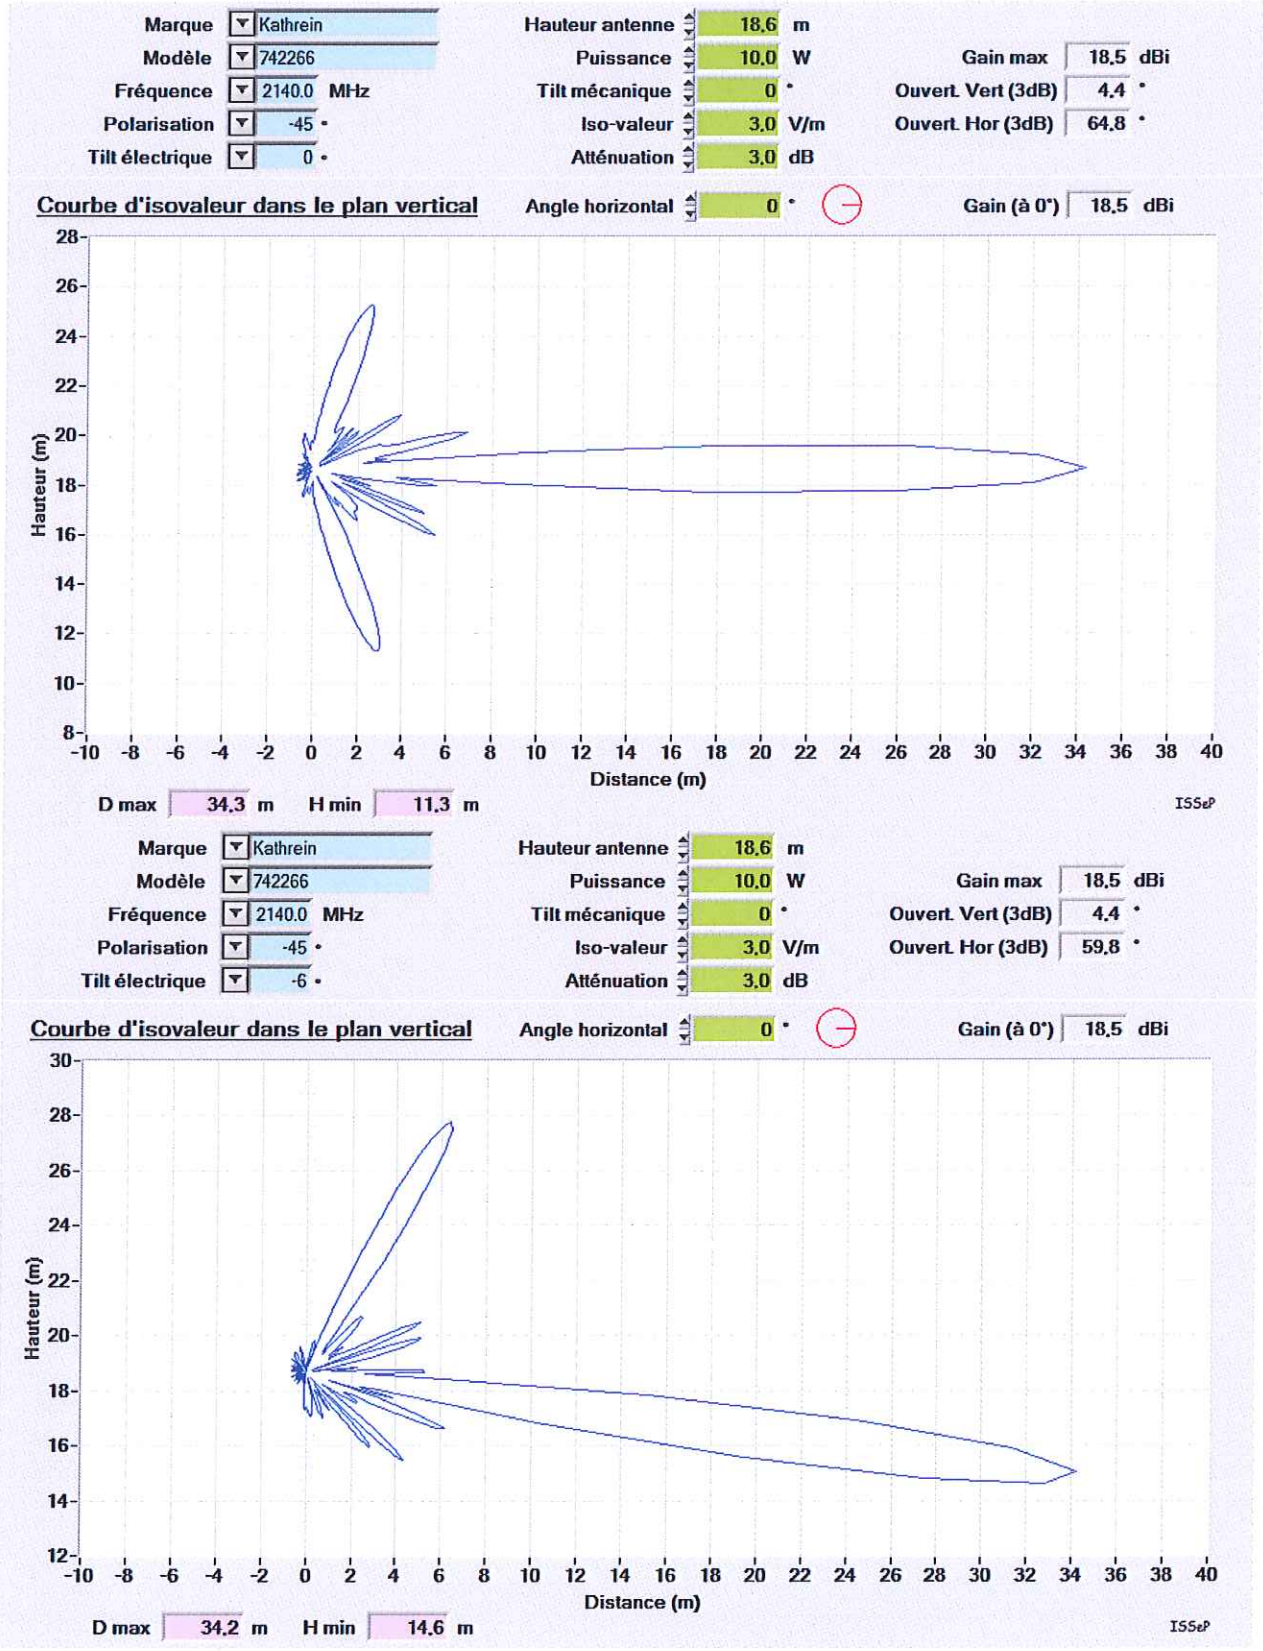 Marque Kathrein Hauteur antenne 18,6 m
Modèle 742266 Puissance 10,0 W Gain max 18,5 dBi
Fréquence 2140.0 MHz Tilt mécanique 0 ° Ouvert. Vert (3dB) 4,4 °
Polarisation -45 ° Iso-valeur 3,0 V/m Ouvert. Hor (3dB) 64,8 °
Tilt électrique 0 ° Atténuation 3,0 dB
Courbe d'isovaleur dans le plan vertical Angle horizontal 0 ° Gain (à 0°) 18,5 dBi
28
26
24
22
20
18
16
14
12
10
8
Hauteur (m)
-10 -8 -6 -4 -2 0 2 4 6 8 10 12 14 16 18 20 22 24 26 28 30 32 34 36 38 40
Distance (m)
D max 34,3 m H min 11,3 m ISSeP
Marque Kathrein Hauteur antenne 18,6 m
Modèle 742266 Puissance 10,0 W Gain max 18,5 dBi
Fréquence 2140.0 MHz Tilt mécanique 0 ° Ouvert. Vert (3dB) 4,4 °
Polarisation -45 ° Iso-valeur 3,0 V/m Ouvert. Hor (3dB) 59,8 °
Tilt électrique -6 ° Atténuation 3,0 dB
Courbe d'isovaleur dans le plan vertical Angle horizontal 0 ° Gain (à 0°) 18,5 dBi
30
28
26
24
22
20
18
16
14
12
Hauteur (m)
-10 -8 -6 -4 -2 0 2 4 6 8 10 12 14 16 18 20 22 24 26 28 30 32 34 36 38 40
Distance (m)
D max 34,2 m H min 14,6 m ISSeP